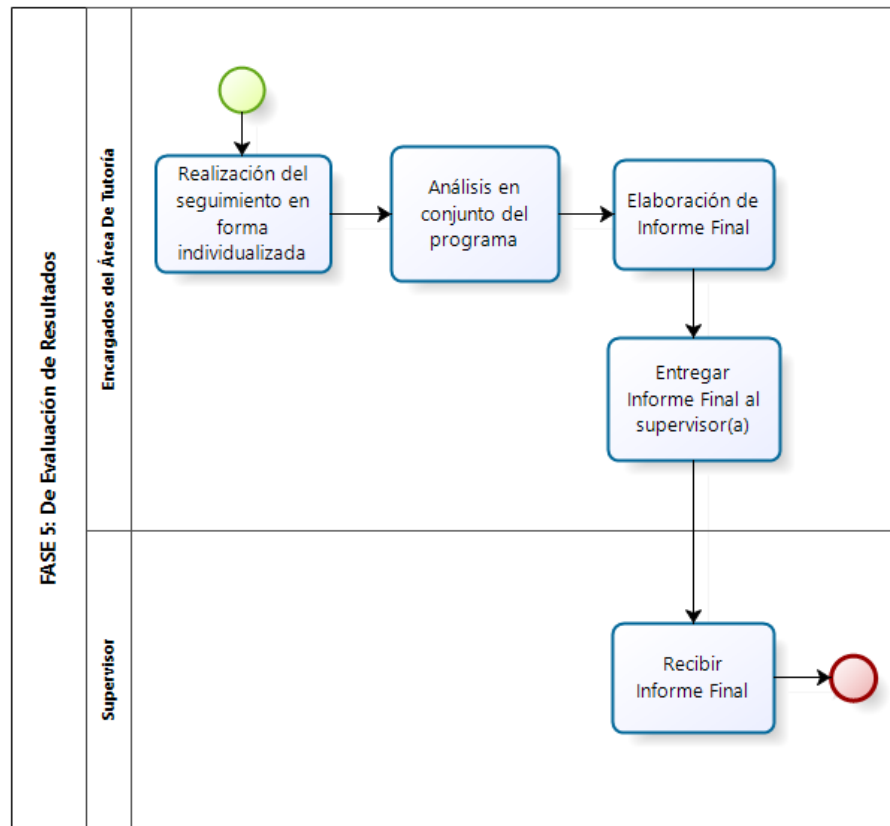 FASE 5: De Evaluación de Resultados
Encargados del Área De Tutoría
Realización del
seguimiento en
forma
individualizada
Análisis en
conjunto del
programa
Elaboración de
Informe Final
Entregar
Informe Final al
supervisor(a)
Supervisor
Recibir
Informe Final